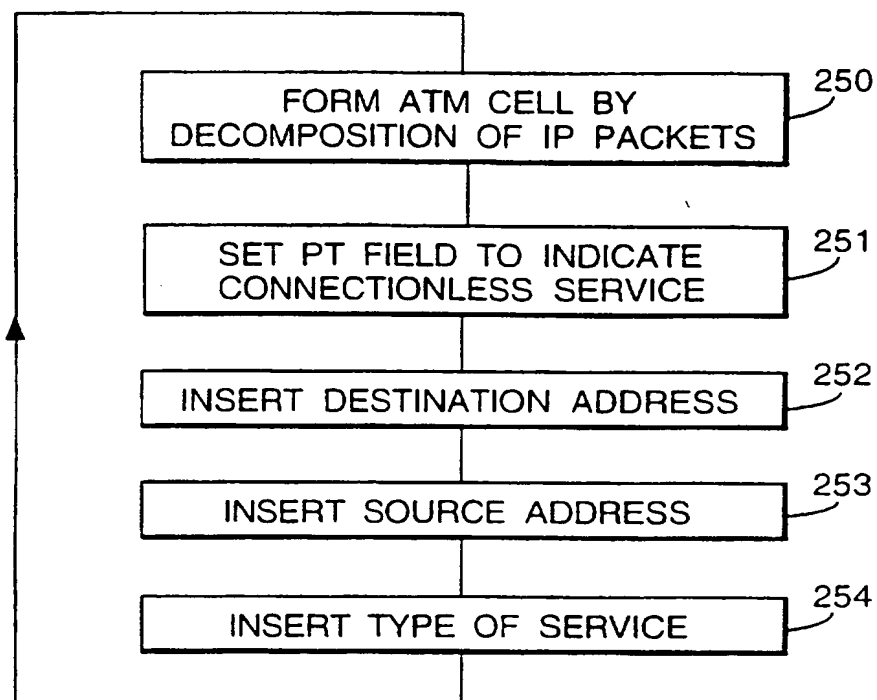 250
FORM ATM CELL BY
DECOMPOSITION OF IP PACKETS
251
SET PT FIELD TO INDICATE
CONNECTIONLESS SERVICE
252
INSERT DESTINATION ADDRESS
253
INSERT SOURCE ADDRESS
254
INSERT TYPE OF SERVICE